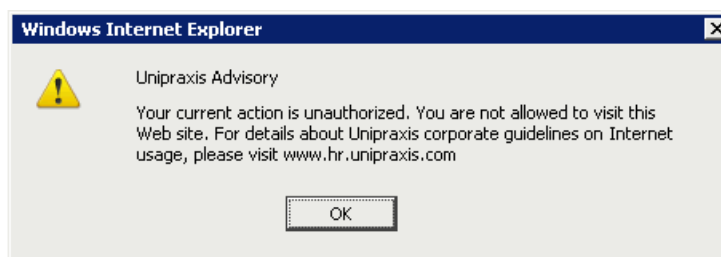 Windows Internet Explorer
Unipraxis Advisory
Your current action is unauthorized. You are not allowed to visit this
Web site. For details about Unipraxis corporate guidelines on Internet
usage, please visit www.hr.unipraxis.com
OK